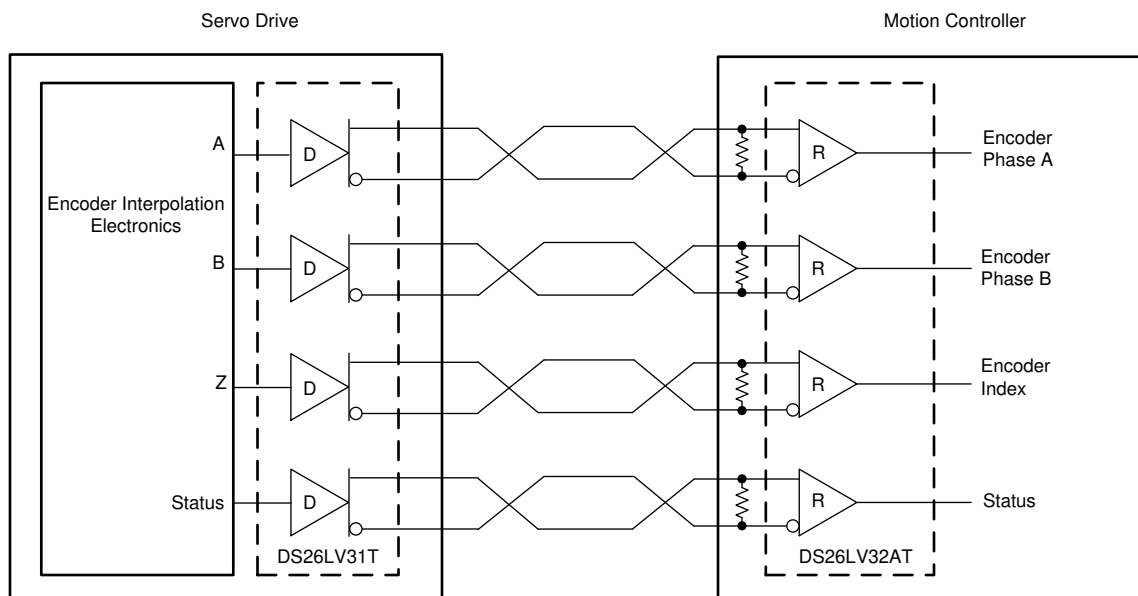 Servo Drive
Motion Controller
A
D
R
Encoder
Phase A
Encoder Interpolation
Electronics
B
D
R
Encoder
Phase B
Z
D
R
Encoder
Index
Status
D
R
Status
DS26LV31T
DS26LV32AT